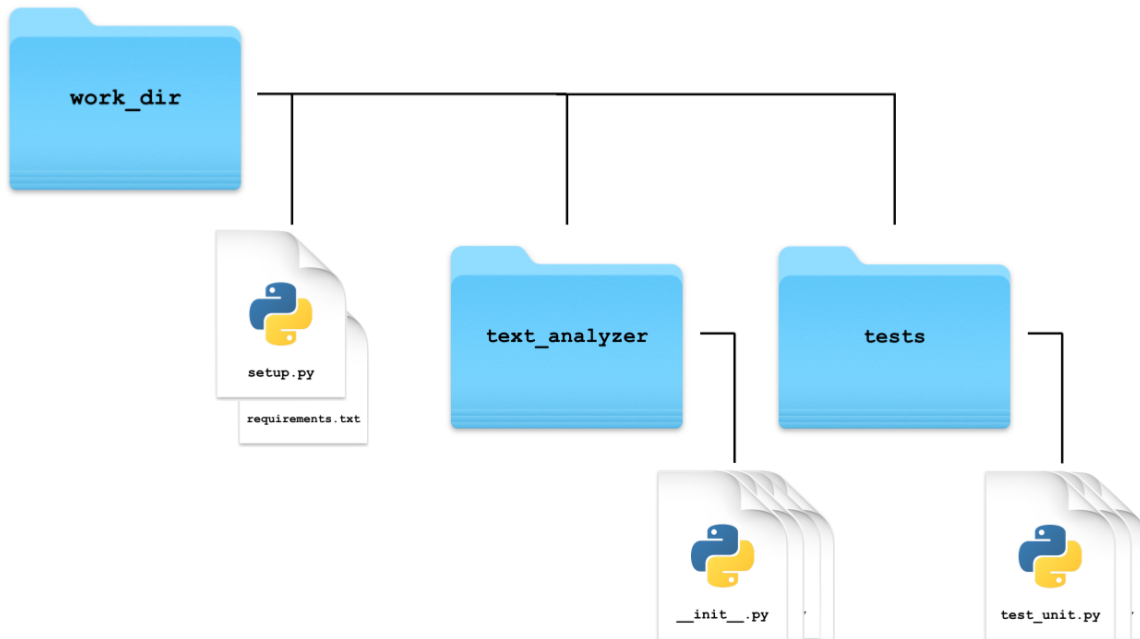 work_dir
setup.py
requirements.txt
text_analyzer
tests
__init__.py
test_unit.py